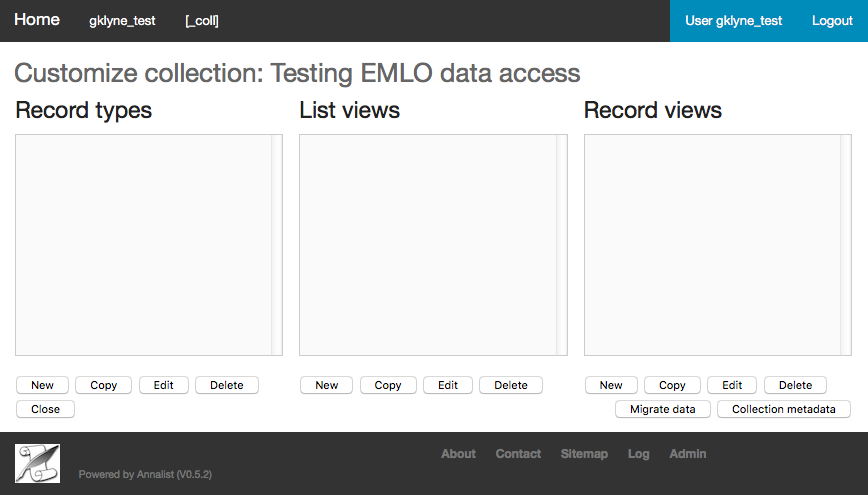 Home gklyne_test [_coll] User gklyne_test Logout
Customize collection: Testing EMLO data access
Record types List views Record views
New Copy Edit Delete New Copy Edit Delete New Copy Edit Delete
Close Migrate data Collection metadata
About Contact Sitemap Log Admin
Powered by Annalist (V0.5.2)